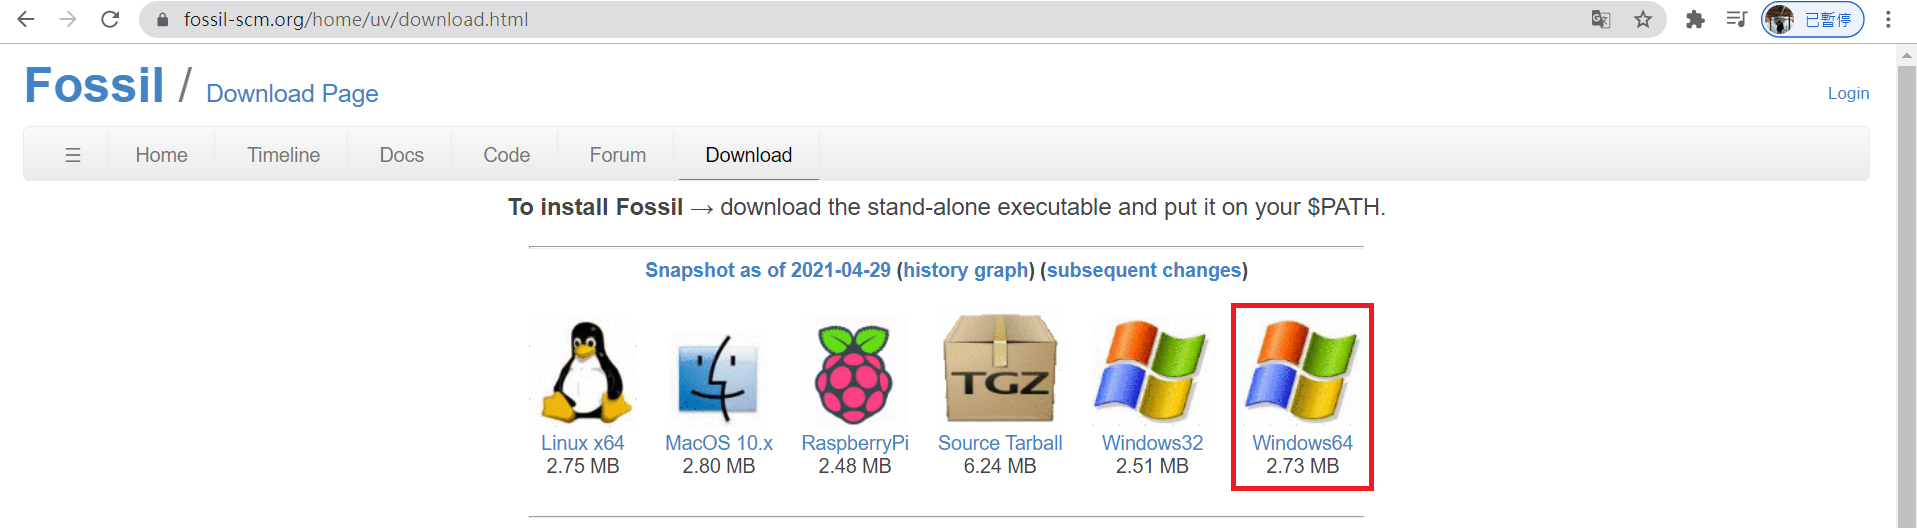 fossil-scm.org/home/uv/download.html
已暫停
Fossil / Download Page
Login
☰ Home Timeline Docs Code Forum Download
To install Fossil → download the stand-alone executable and put it on your $PATH.
Snapshot as of 2021-04-29 (history graph) (subsequent changes)
TGZ
Linux x64 MacOS 10.x RaspberryPi Source Tarball Windows32 Windows64
2.75 MB 2.80 MB 2.48 MB 6.24 MB 2.51 MB 2.73 MB